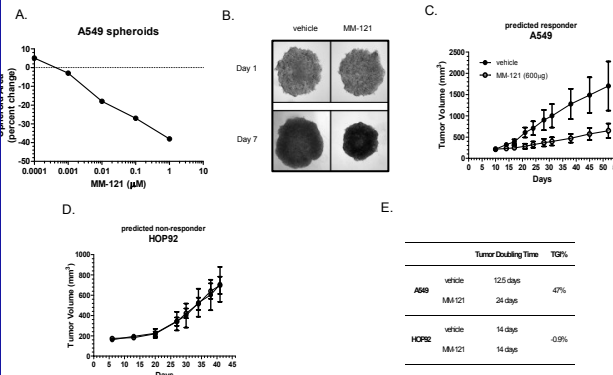 A.
A549 spheroids
(percent change)
10
0
-10
-20
-30
-40
-50
0.0001 0.001 0.01 0.1 1 10
MM-121 (μM)
B.
vehicle MM-121
Day 1
Day 7
C.
predicted responder
A549
Tumor Volume (mm³)
2500
2000
1500
1000
500
0
vehicle
MM-121 (600μg)
0 5 10 15 20 25 30 35 40 45 50
Days
D.
predicted non-responder
HOP92
Tumor Volume (mm³)
1000
800
600
400
200
0
0 5 10 15 20 25 30 35 40 45
Days
E.
Tumor Doubling Time TGI%
A549 vehicle 12.5 days 47%
MM-121 24 days
HOP92 vehicle 14 days -0.9%
MM-121 14 days